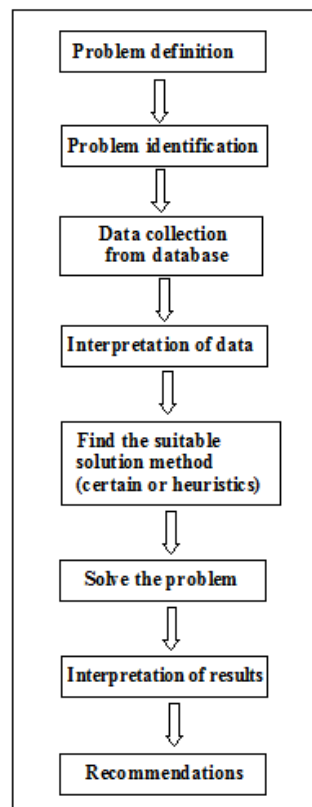 Problem definition
Problem identification
Data collection
from database
Interpretation of data
Find the suitable
solution method
(certain or heuristics)
Solve the problem
Interpretation of results
Recommendations